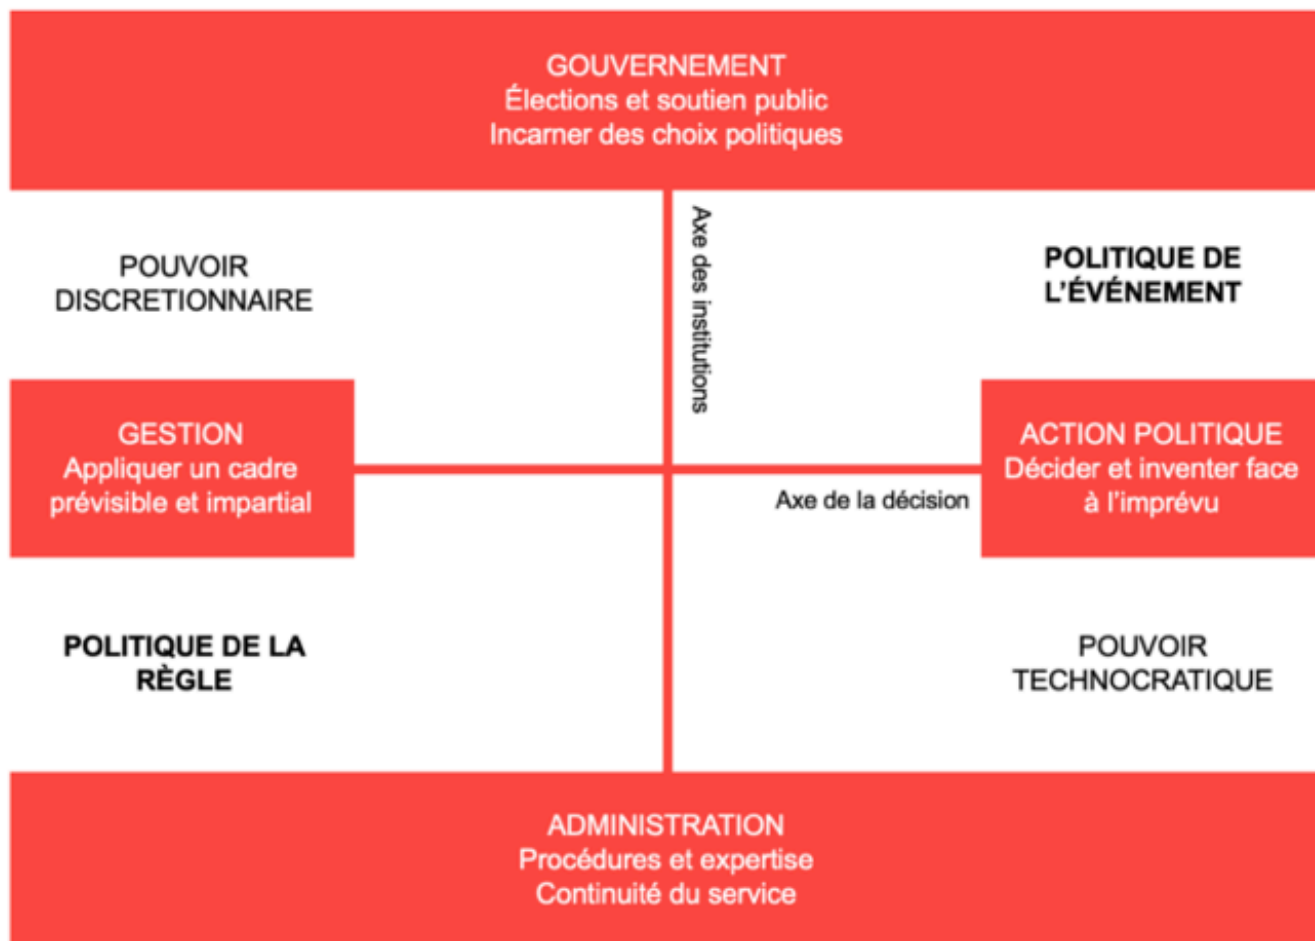 GOUVERNEMENT
Élections et soutien public
Incarner des choix politiques
POUVOIR
DISCRETIONNAIRE
Axe des institutions
POLITIQUE DE
L'ÉVÉNEMENT
GESTION
Appliquer un cadre
prévisible et impartial
ACTION POLITIQUE
Décider et inventer face
à l'imprévu
Axe de la décision
POLITIQUE DE LA
RÈGLE
POUVOIR
TECHNOCRATIQUE
ADMINISTRATION
Procédures et expertise
Continuité du service